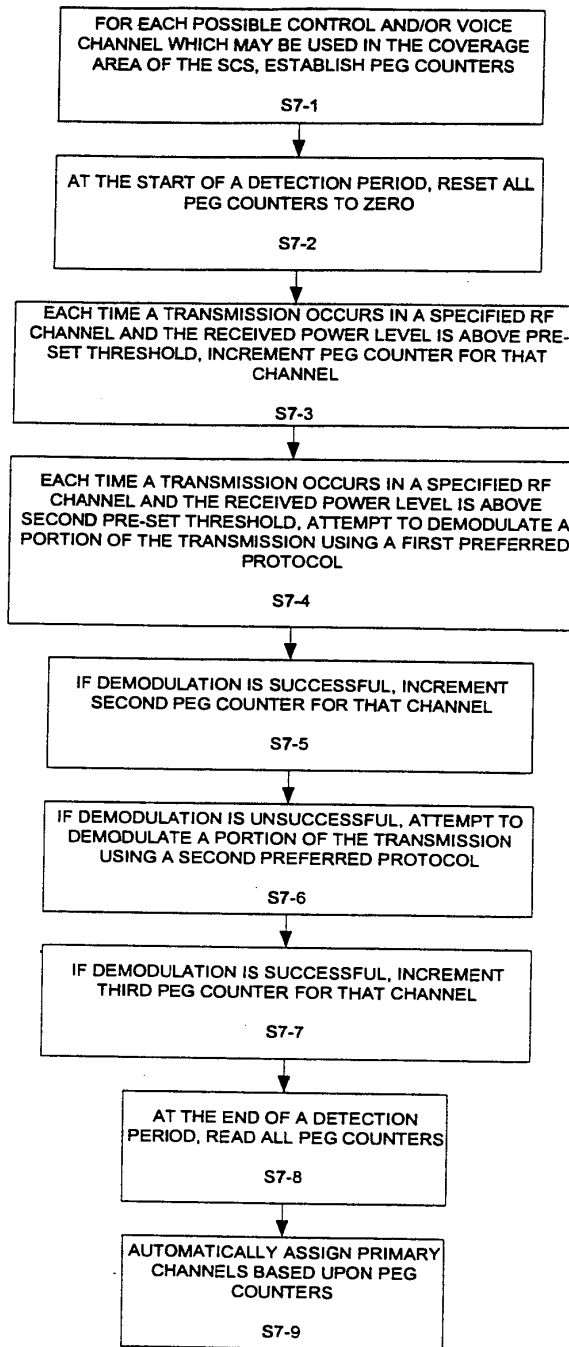 FOR EACH POSSIBLE CONTROL AND/OR VOICE
CHANNEL WHICH MAY BE USED IN THE COVERAGE
AREA OF THE SCS, ESTABLISH PEG COUNTERS
S7-1
AT THE START OF A DETECTION PERIOD, RESET ALL
PEG COUNTERS TO ZERO
S7-2
EACH TIME A TRANSMISSION OCCURS IN A SPECIFIED RF
CHANNEL AND THE RECEIVED POWER LEVEL IS ABOVE PRE-
SET THRESHOLD, INCREMENT PEG COUNTER FOR THAT
CHANNEL
S7-3
EACH TIME A TRANSMISSION OCCURS IN A SPECIFIED RF
CHANNEL AND THE RECEIVED POWER LEVEL IS ABOVE
SECOND PRE-SET THRESHOLD, ATTEMPT TO DEMODULATE A
PORTION OF THE TRANSMISSION USING A FIRST PREFERRED
PROTOCOL
S7-4
IF DEMODULATION IS SUCCESSFUL, INCREMENT
SECOND PEG COUNTER FOR THAT CHANNEL
S7-5
IF DEMODULATION IS UNSUCCESSFUL, ATTEMPT TO
DEMODULATE A PORTION OF THE TRANSMISSION
USING A SECOND PREFERRED PROTOCOL
S7-6
IF DEMODULATION IS SUCCESSFUL, INCREMENT
THIRD PEG COUNTER FOR THAT CHANNEL
S7-7
AT THE END OF A DETECTION
PERIOD, READ ALL PEG COUNTERS
S7-8
AUTOMATICALLY ASSIGN PRIMARY
CHANNELS BASED UPON PEG
COUNTERS
S7-9